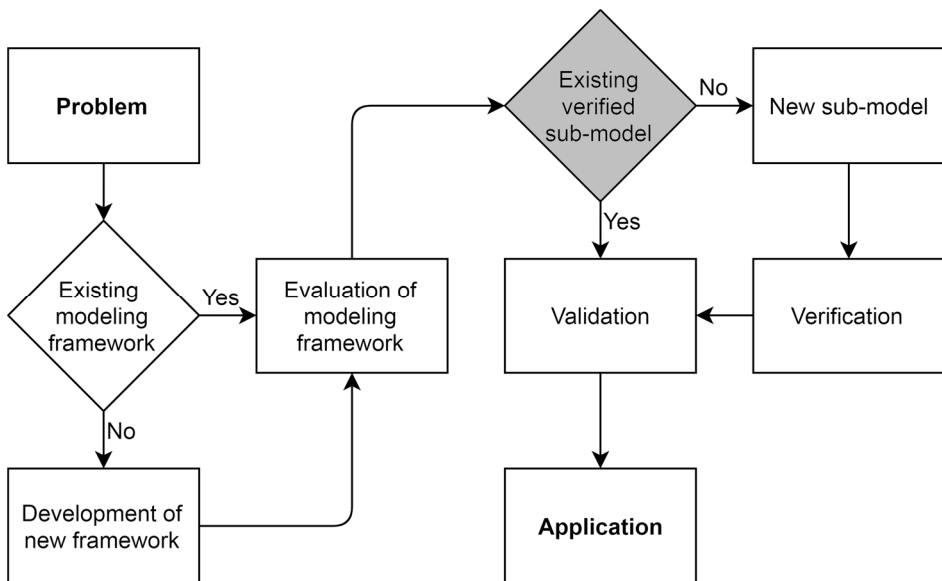 Problem
Existing
modeling
framework
Yes
No
Development of
new framework
Evaluation of
modeling
framework
Existing
verified
sub-model
No
Yes
New sub-model
Verification
Validation
Application